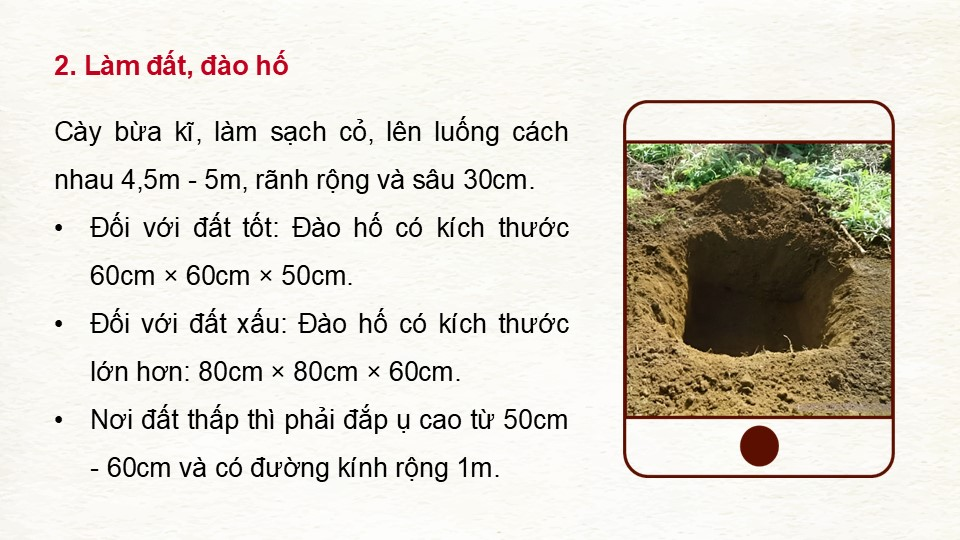 2. Làm đất, đào hố
Cày bừa kĩ, làm sạch cỏ, lên luống cách
nhau 4,5m - 5m, rãnh rộng và sâu 30cm.
• Đối với đất tốt: Đào hố có kích thước
60cm × 60cm × 50cm.
• Đối với đất xấu: Đào hố có kích thước
lớn hơn: 80cm × 80cm × 60cm.
• Nơi đất thấp thì phải đắp ụ cao từ 50cm
- 60cm và có đường kính rộng 1m.